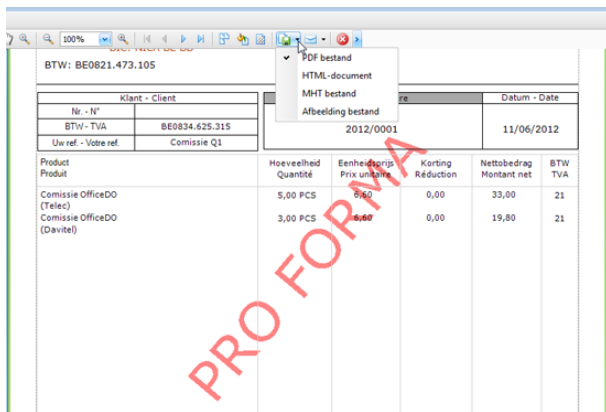 100%
BTW: BE0821.473.105
PDF bestand
HTML-document
MHT bestand
Afbeelding bestand
Klant - Client
re
Datum - Date
Nr. - N°
BTW - TVA
BE0834.625.315
2012/0001
11/06/2012
Uw ref. - Votre ref.
Comissie Q1
Product
Produit
Hoeveelheid
Quantité
Eenheidsprijs
Prix unitaire
Korting
Réduction
Nettobedrag
Montant net
BTW
TVA
Comissie OfficeDO
(Telec)
5,00 PCS
6,60
0,00
33,00
21
Comissie OfficeDO
(Davitel)
3,00 PCS
6,60
0,00
19,80
21
PRO FORMA